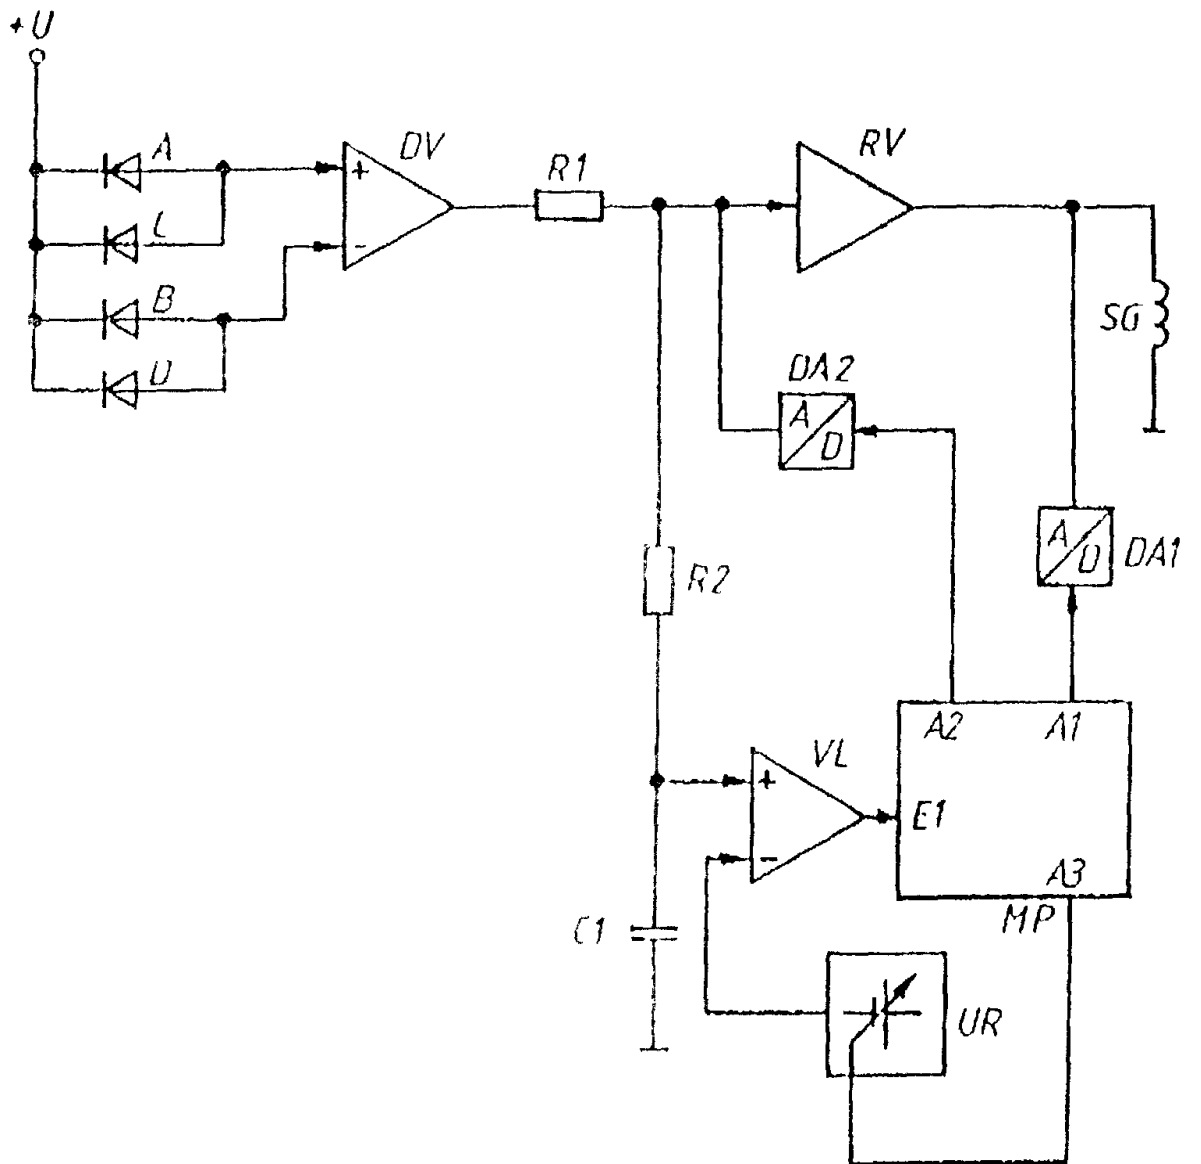 +U
A
L
B
D
+
-
DV
R1
RV
SG
DA2
A/D
A/D
DA1
R2
VL
+
-
A2
A1
E1
A3
MP
C1
UR